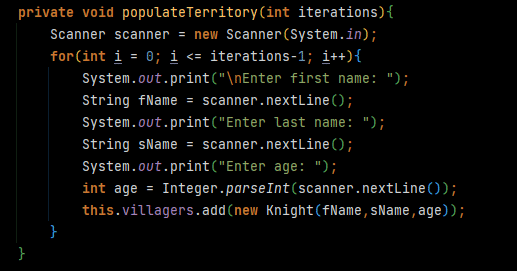 private void populateTerritory(int iterations){
Scanner scanner = new Scanner(System.in);
for(int i = 0; i <= iterations-1; i++){
System.out.print("\nEnter first name: ");
String fName = scanner.nextLine();
System.out.print("Enter last name: ");
String sName = scanner.nextLine();
System.out.print("Enter age: ");
int age = Integer.parseInt(scanner.nextLine());
this.villagers.add(new Knight(fName,sName,age));
}
}